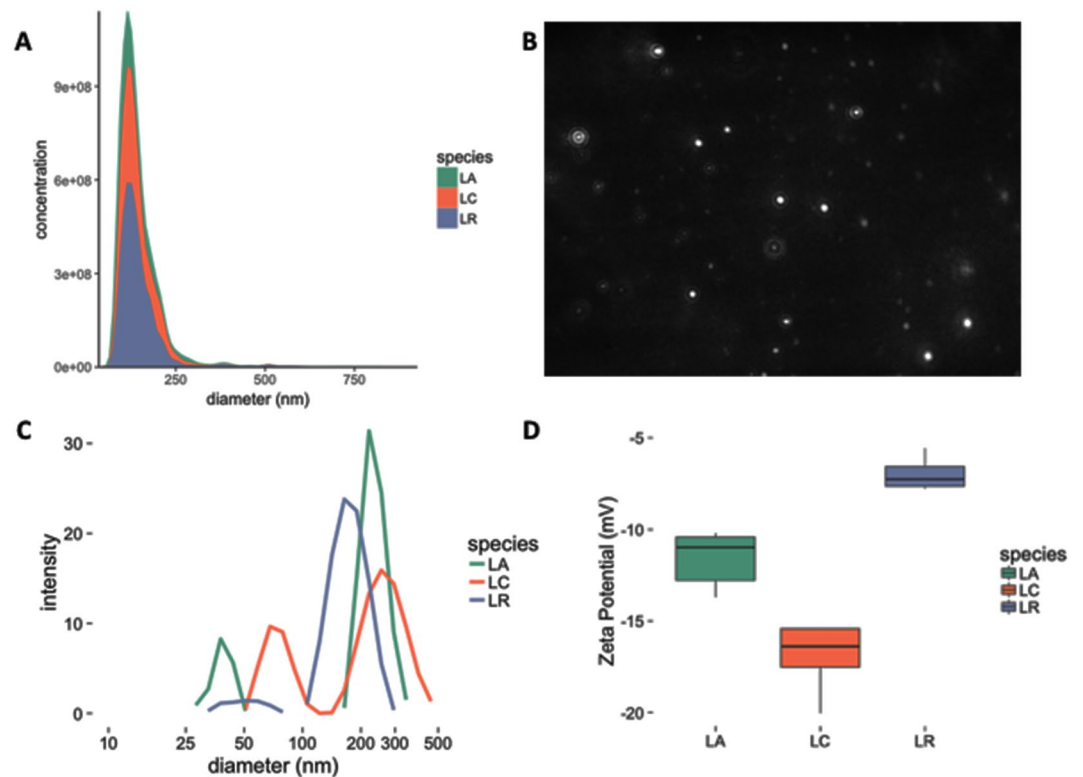 A
concentration
9e+08
6e+08
3e+08
0e+00
250
500
750
diameter (nm)
species
LA
LC
LR
B
C
intensity
30
20
10
0
10
25
50
100
200
300
500
diameter (nm)
species
LA
LC
LR
D
Zeta Potential (mV)
-5
-10
-15
-20
LA
LC
LR
species
LA
LC
LR